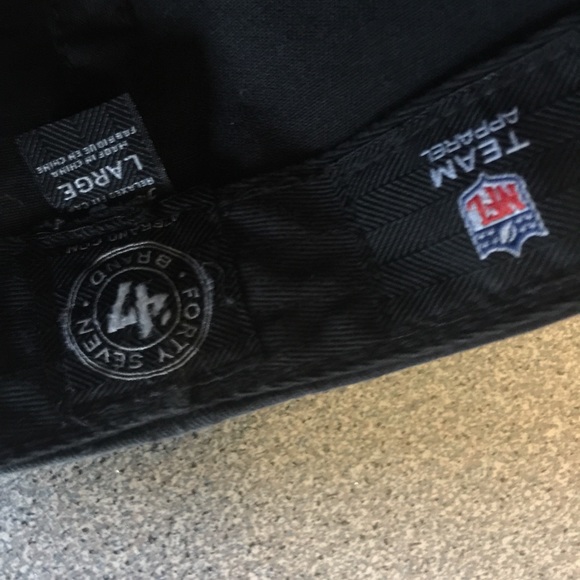 LARGE
MADE IN CHINA
FABRIQUÉ EN CHINE
FORTY SEVEN
BRAND
'47
NFL
TEAM
APPAREL